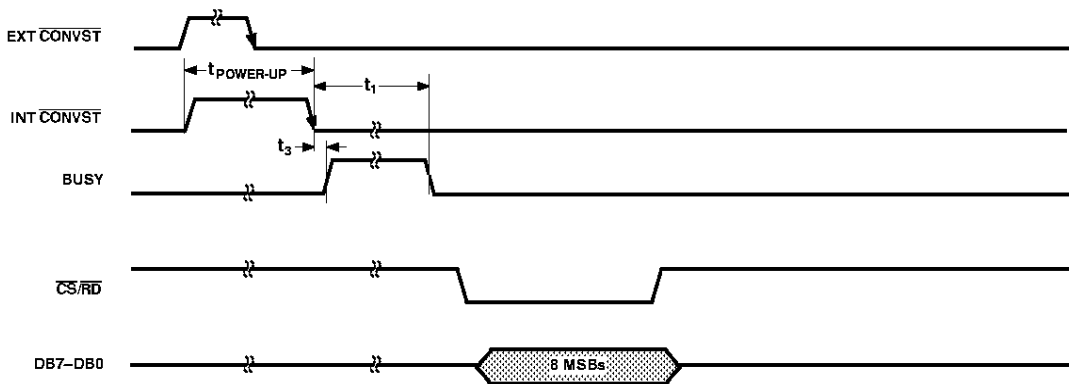 EXT CONVST
tPOWER-UP
t1
INT CONVST
t3
BUSY
CS/RD
DB7–DB0
8 MSBs